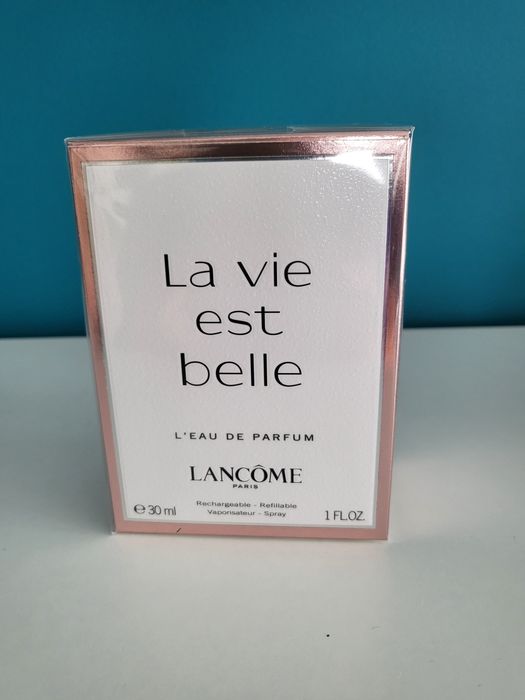 La vie
est
belle
L'EAU DE PARFUM
LANCÔME
PARIS
Rechargeable - Refillable
Vaporisateur - Spray
℮ 30 ml
1 FL.OZ.